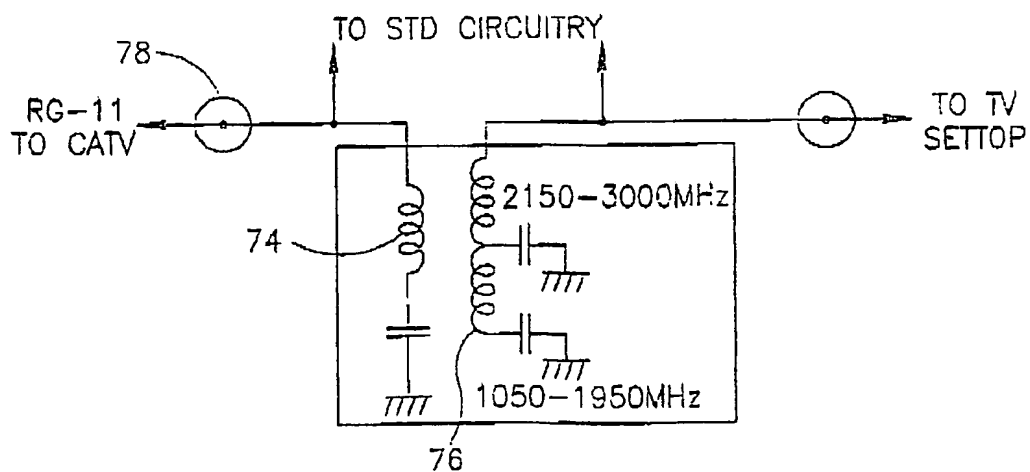 TO STD CIRCUITRY
78
RG-11
TO CATV
TO TV
SETTOP
2150-3000MHz
74
1050-1950MHz
76